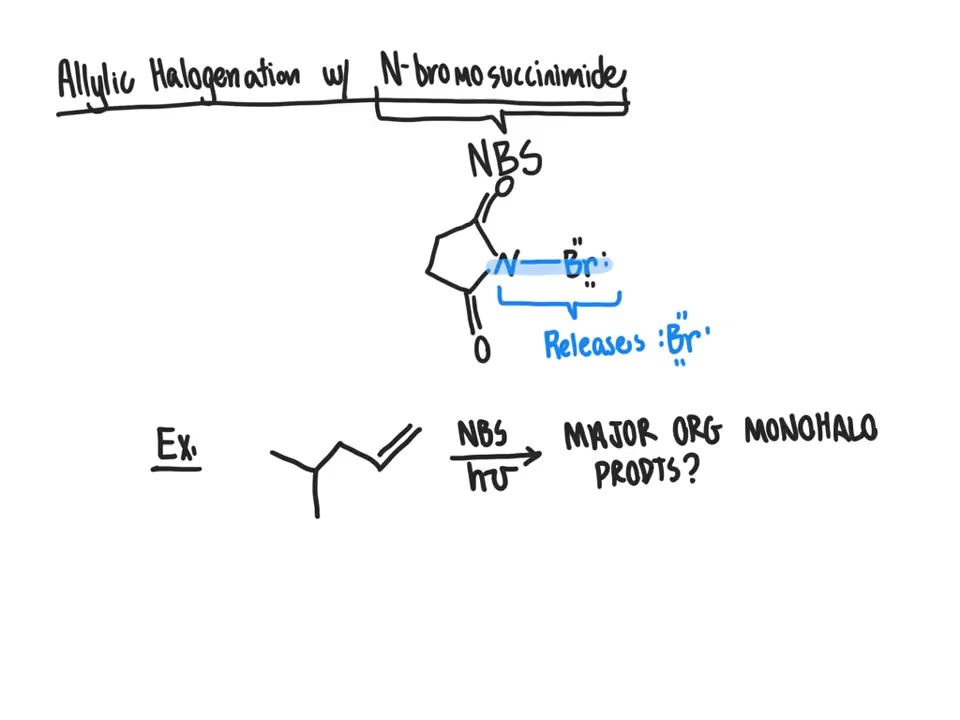 Allylic Halogenation w/ N-bromosuccinimide
NBS
O
N Br
O
Releases :Br·
Ex.
NBS
hν
MAJOR ORG MONOHALO
PRODTS?